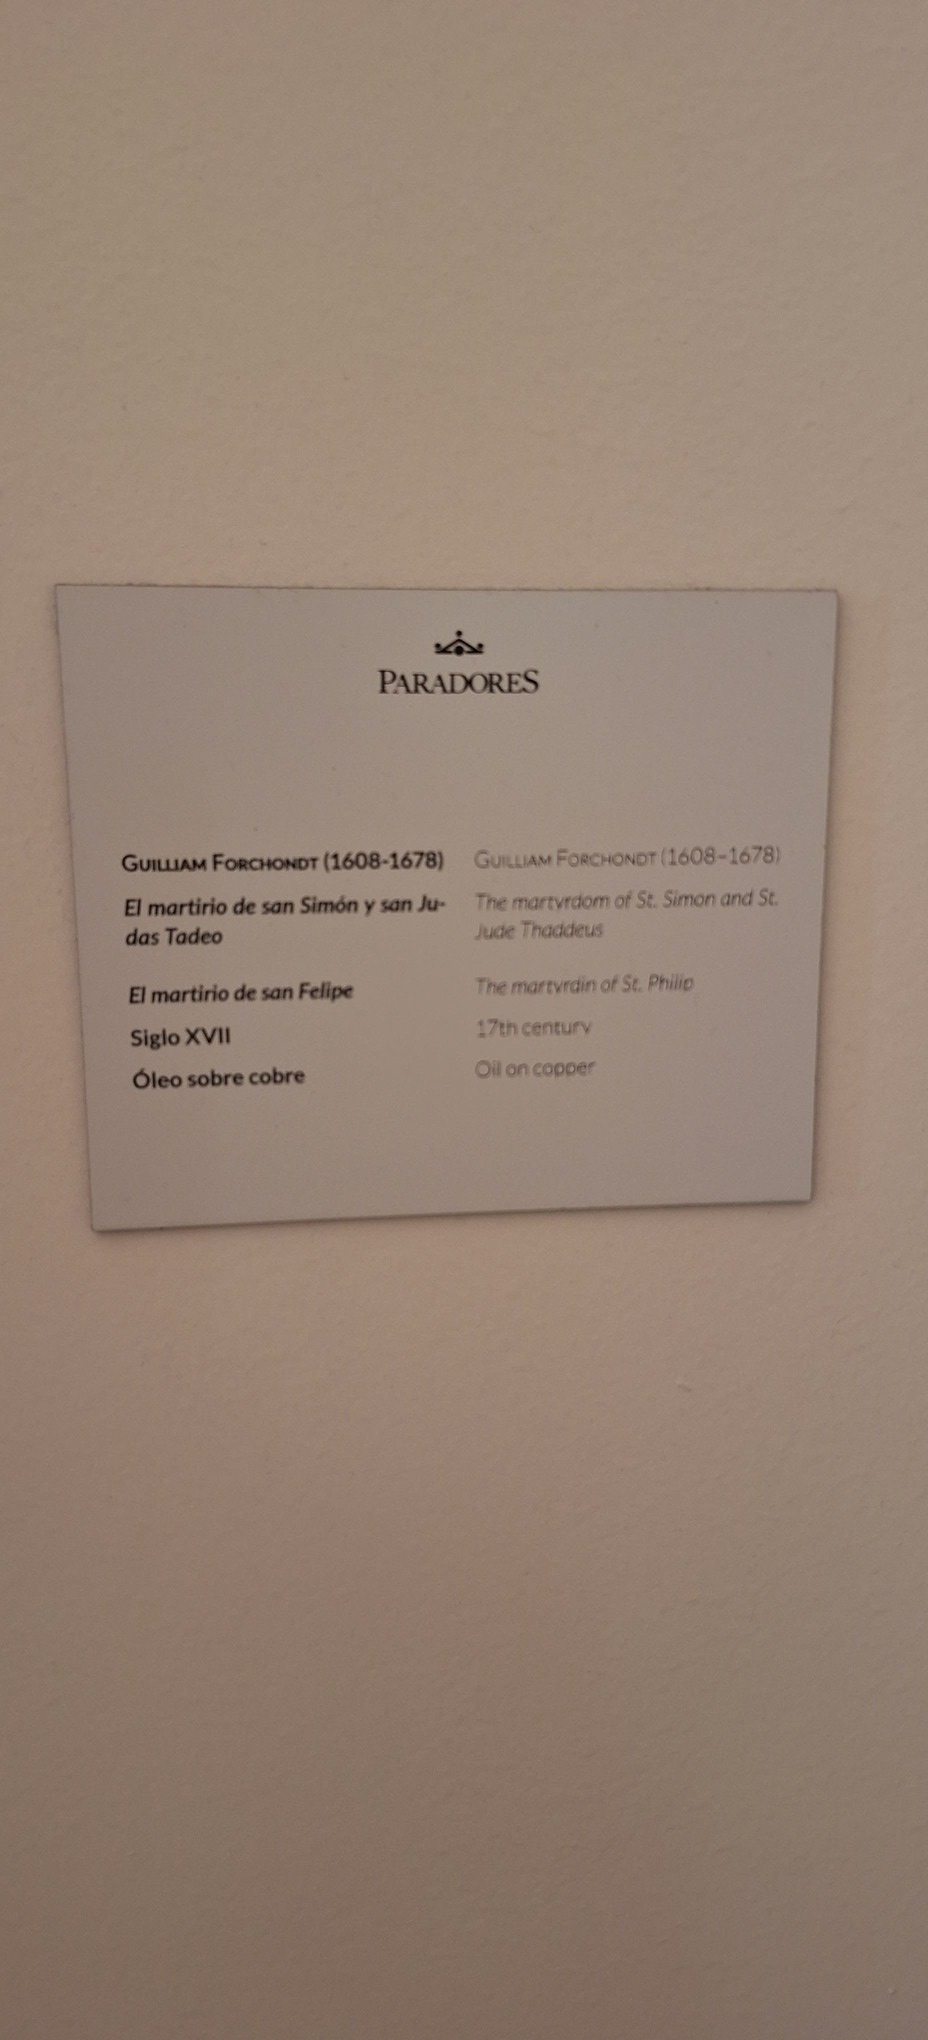 PARADORES
GUILLIAM FORCHONDT (1608-1678)
El martirio de san Simón y san Ju-
das Tadeo
El martirio de san Felipe
Siglo XVII
Óleo sobre cobre
GUILLIAM FORCHONDT (1608-1678)
The martyrdom of St. Simon and St.
Jude Thaddeus
The martyrdin of St. Philip
17th century
Oil on copper